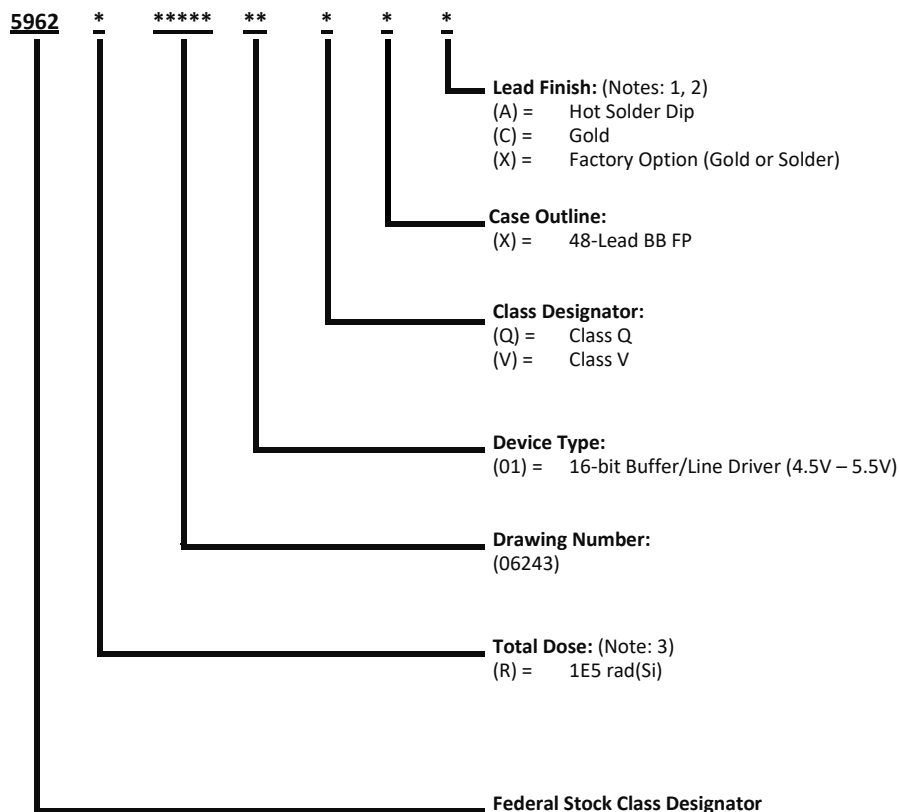 5962 * ***** ** * * *
Lead Finish: (Notes: 1, 2)
(A) = Hot Solder Dip
(C) = Gold
(X) = Factory Option (Gold or Solder)
Case Outline:
(X) = 48-Lead BB FP
Class Designator:
(Q) = Class Q
(V) = Class V
Device Type:
(01) = 16-bit Buffer/Line Driver (4.5V – 5.5V)
Drawing Number:
(06243)
Total Dose: (Note: 3)
(R) = 1E5 rad(Si)
Federal Stock Class Designator